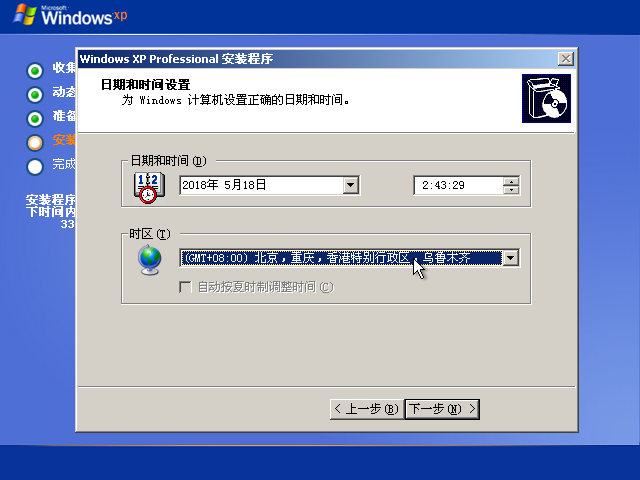 Microsoft
Windows xp
收集
动态
准备
安装
完成
安装程序
下时间内
33
Windows XP Professional 安装程序
日期和时间设置
为 Windows 计算机设置正确的日期和时间。
日期和时间(D)
2018年 5月18日
2:43:29
时区(T)
(GMT+08:00) 北京，重庆，香港特别行政区，乌鲁木齐
自动按夏时制调整时间(C)
< 上一步(B)
下一步(N) >